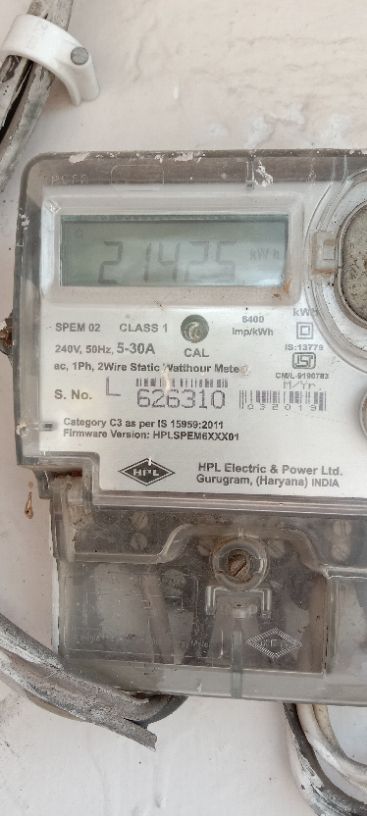 21425 kWh
SPEM 02 CLASS 1
6400 kWh
imp/kWh
240V, 50Hz, 5-30A CAL
IS:13779
ac, 1Ph, 2Wire Static Watthour Meter
CM/L-9190783
M/Yr.
S. No. L 626310 032019
Category C3 as per IS 15959:2011
Firmware Version: HPLSPEM6XXX01
HPL HPL Electric & Power Ltd.
Gurugram, (Haryana) INDIA
HPL